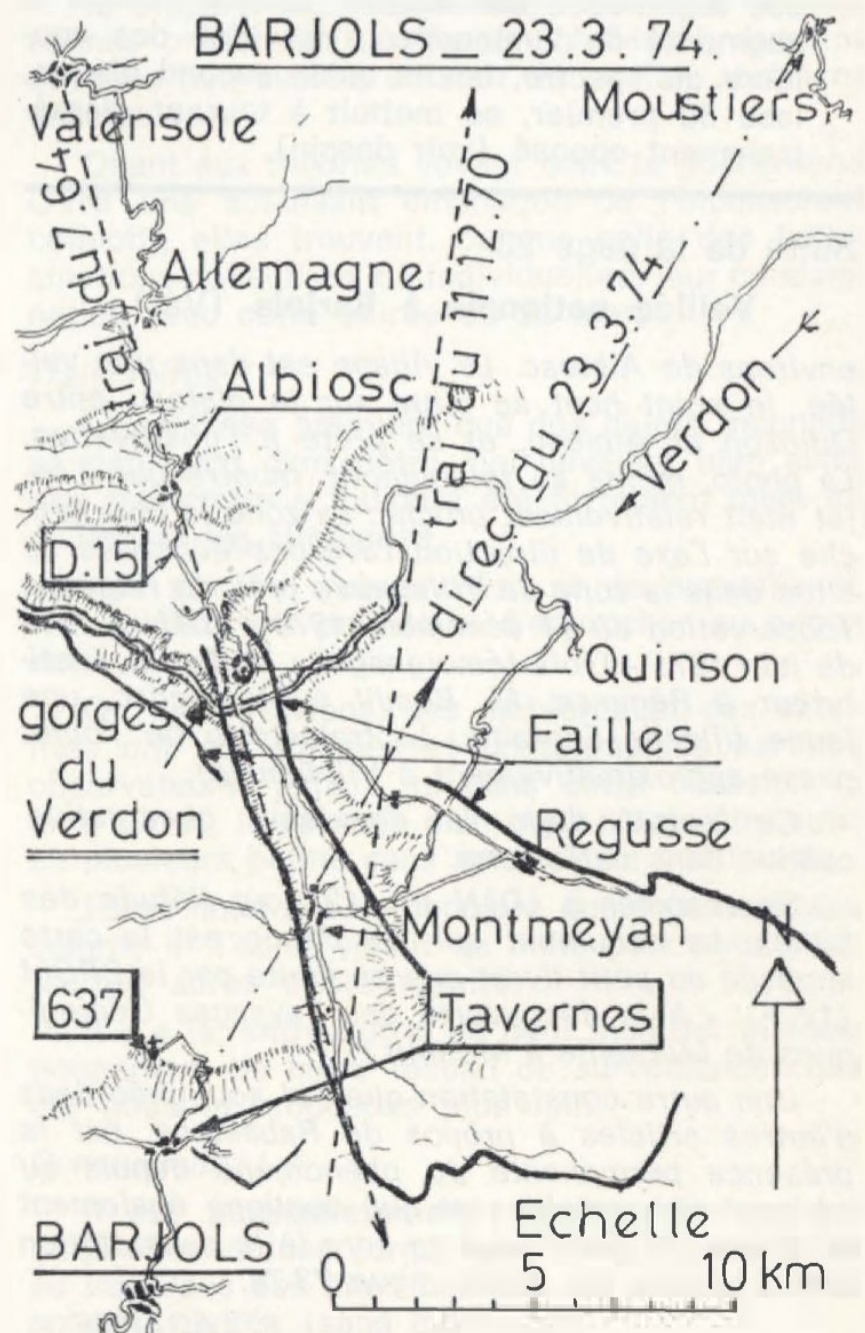 BARJOLS _ 23.3.74.
Moustiers
Valensole
traj du 1.64
Allemagne
traj du 11.12.70
Albiosc
direc du 23.3.74
Verdon
D.15
Quinson
gorges
du
Verdon
Failles
Regusse
Montmeyan
N
637
Tavernes
BARJOLS
Echelle
0 5 10 km